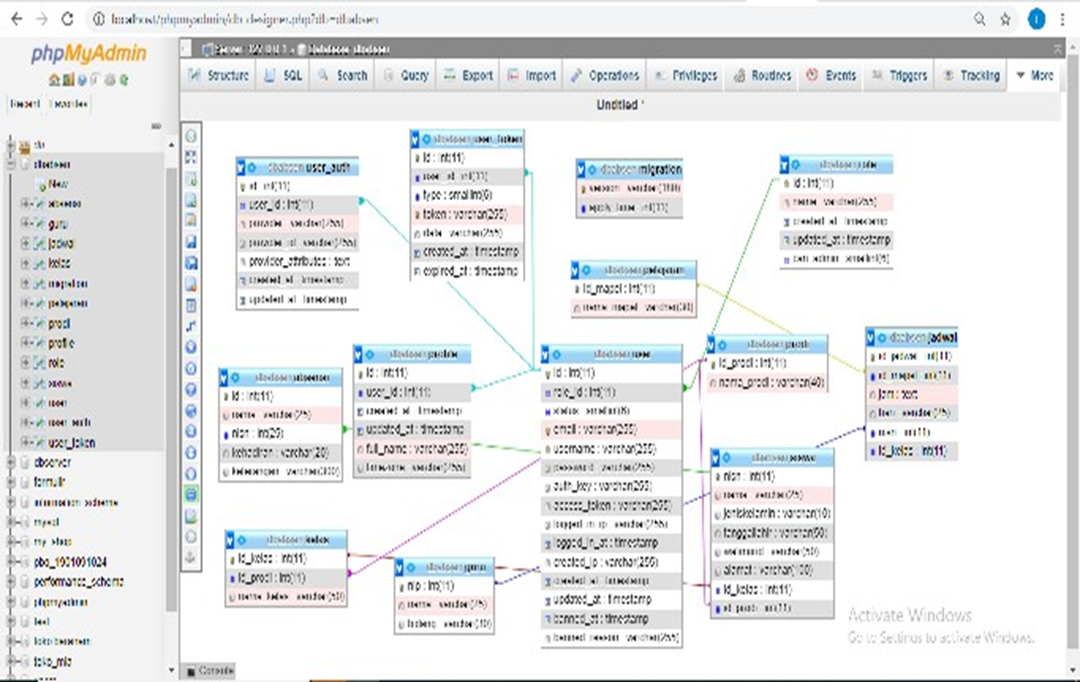 localhost/phpmyadmin/db_designer.php?db=dbabsen
phpMyAdmin
Recent Favorites
dbabsen
New
absensi
guru
jadwal
kelas
migration
pelajaran
prodi
profile
role
siswa
user
user_auth
user_token
dbserver
formulir
information_schema
mysql
my_shop
pbo_1901091024
performance_schema
phpmyadmin
test
toko_mia
Server: 127.0.0.1 » Database: dbabsen
Structure SQL Search Query Export Import Operations Privileges Routines Events Triggers Tracking More
Untitled *
dbabsen user_auth
id : int(11)
user_id : int(11)
provider : varchar(255)
provider_id : varchar(255)
provider_attributes : text
created_at : timestamp
updated_at : timestamp
dbabsen user_token
id : int(11)
user_id : int(11)
type : smallint(6)
token : varchar(255)
data : varchar(255)
created_at : timestamp
expired_at : timestamp
dbabsen migration
version : varchar(180)
apply_time : int(11)
dbabsen role
id : int(11)
name : varchar(255)
created_at : timestamp
updated_at : timestamp
can_admin : smallint(6)
dbabsen pelajaran
id_mapel : int(11)
nama_mapel : varchar(30)
dbabsen absensi
id : int(11)
nama : varchar(25)
nisn : int(25)
kehadiran : varchar(20)
keterangan : varchar(300)
dbabsen profile
id : int(11)
user_id : int(11)
created_at : timestamp
updated_at : timestamp
full_name : varchar(255)
timezone : varchar(255)
dbabsen user
id : int(11)
role_id : int(11)
status : smallint(6)
email : varchar(255)
username : varchar(255)
password : varchar(255)
auth_key : varchar(255)
access_token : varchar(255)
logged_in_ip : varchar(255)
logged_in_at : timestamp
created_ip : varchar(255)
created_at : timestamp
updated_at : timestamp
banned_at : timestamp
banned_reason : varchar(255)
dbabsen prodi
id_prodi : int(11)
nama_prodi : varchar(40)
dbabsen jadwal
id_jadwal : int(11)
id_mapel : int(11)
jam : text
hari : varchar(25)
id_kelas : int(11)
dbabsen siswa
nisn : int(11)
nama : varchar(25)
jeniskelamin : varchar(10)
tanggallahir : varchar(50)
walimurid : varchar(50)
alamat : varchar(100)
id_kelas : int(11)
id_prodi : int(11)
dbabsen kelas
id_kelas : int(11)
id_prodi : int(11)
nama_kelas : varchar(50)
dbabsen guru
nip : int(11)
nama : varchar(25)
bidang : varchar(30)
Activate Windows
Go to Settings to activate Windows.
Console